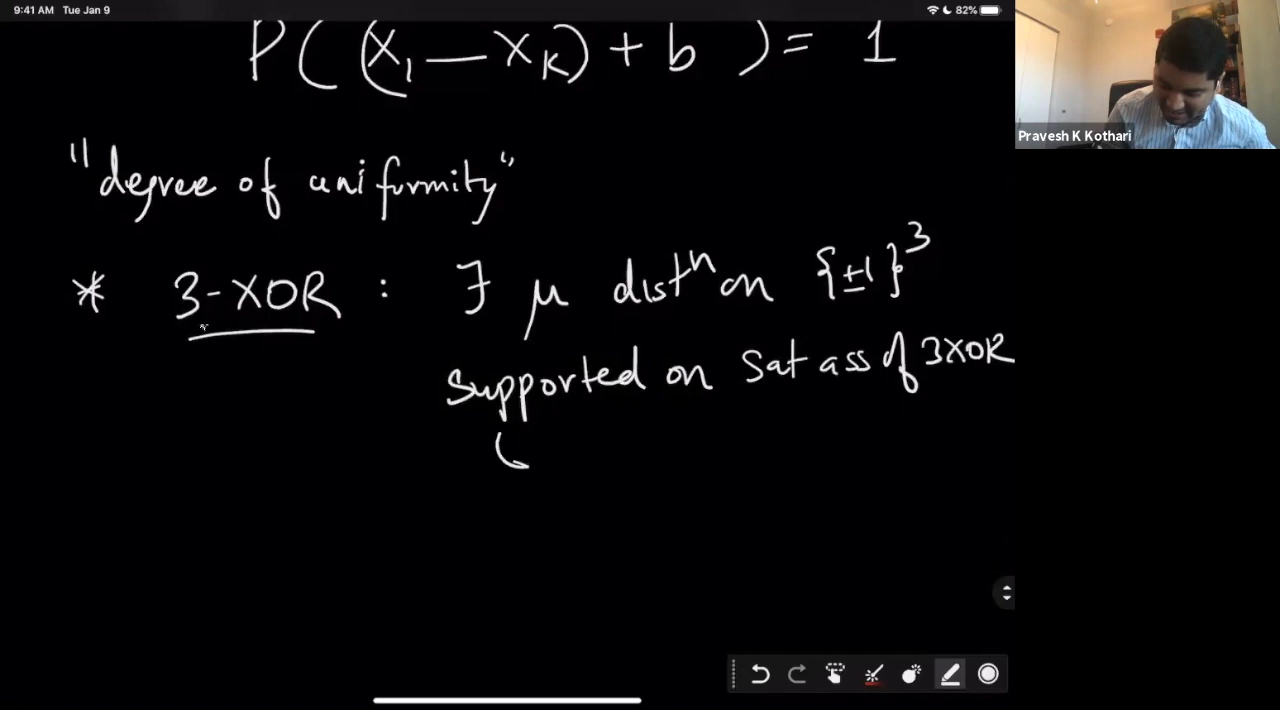 9:41 AM Tue Jan 9
82%
P((x₁ — x_K) + b) = 1
Pravesh K Kothari
"degree of uniformity"
* 3-XOR : ∃ μ distⁿ on {±1}³
supported on sat ass of 3XOR